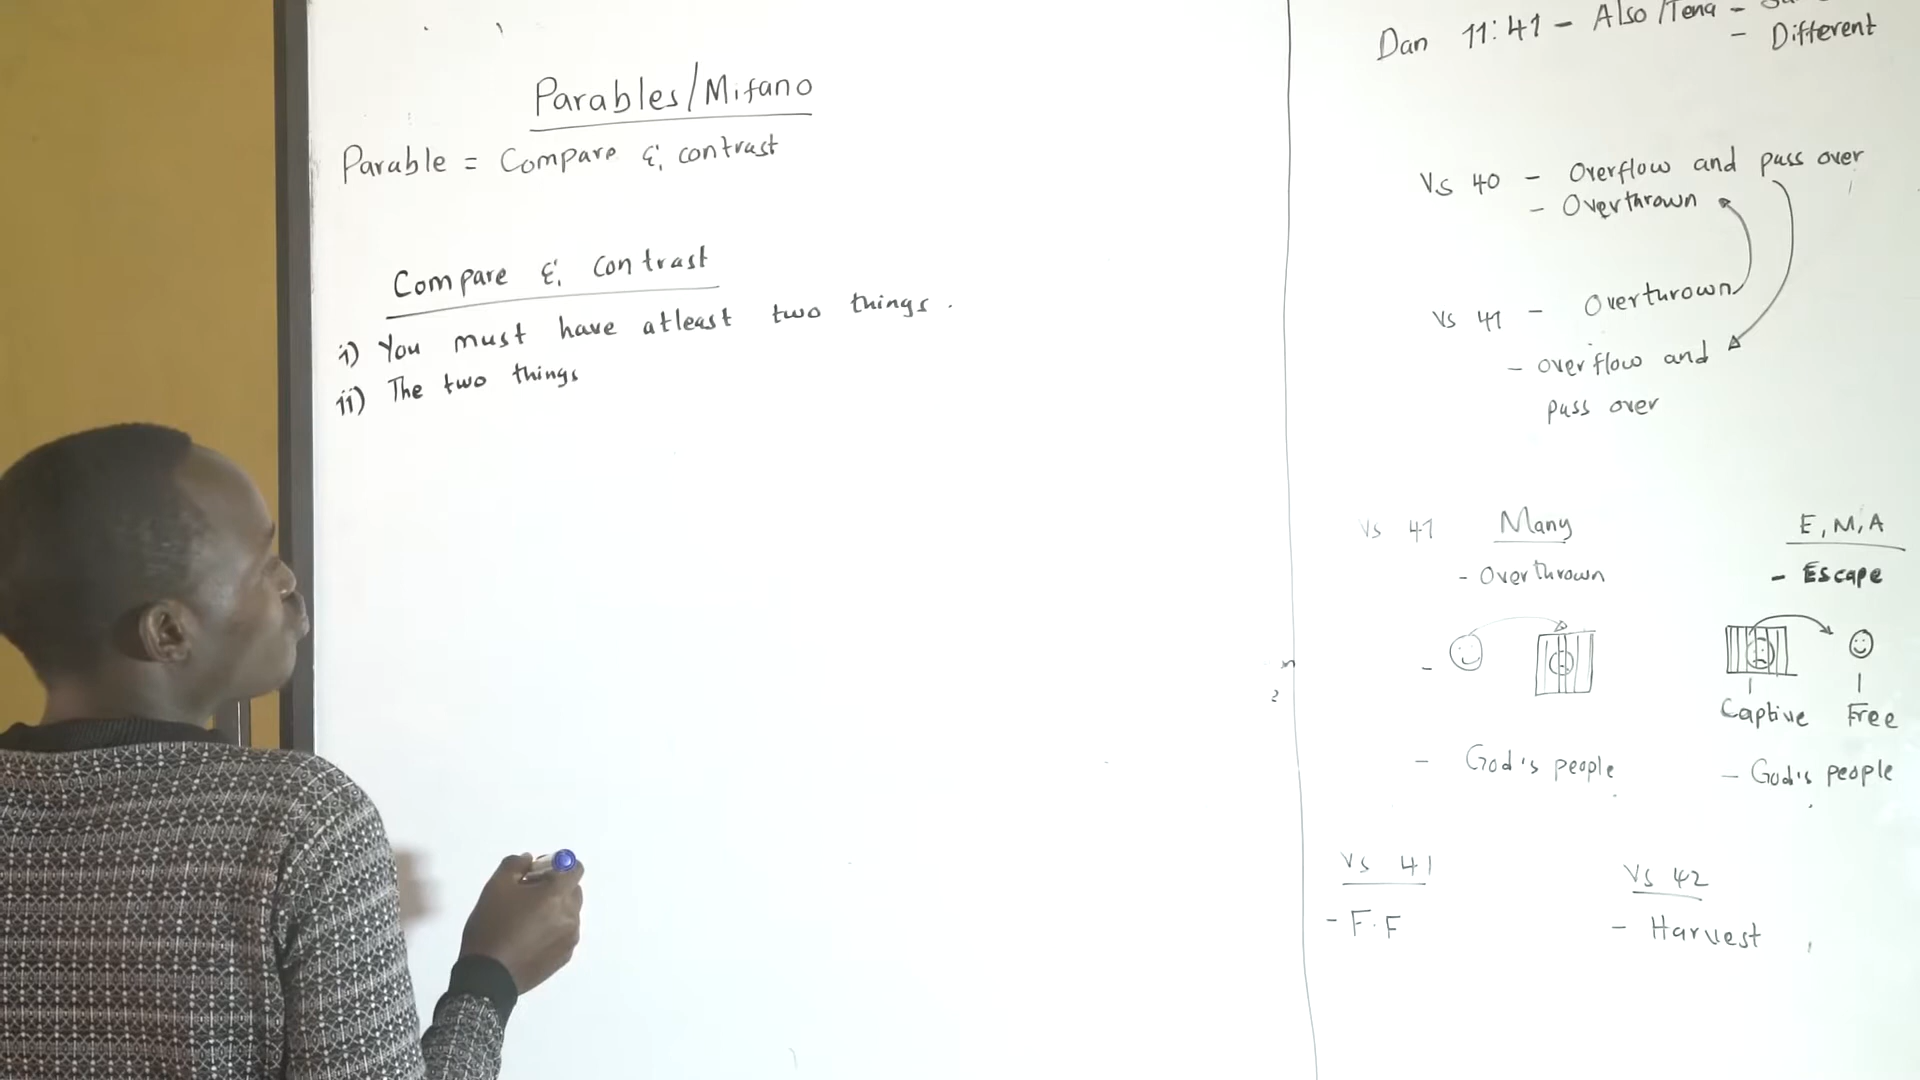 Parables/Mifano
Parable = Compare & contrast
Compare & contrast
i) You must have atleast two things.
ii) The two things
Dan 11:41 - Also/Tena -
- Different
Vs 40 - Overflow and pass over
- Overthrown
Vs 41 - Overthrown
- overflow and
pass over
Vs 41 Many
- Overthrown
- God's people
E, M, A
- Escape
Captive Free
- God's people
Vs 41
- F.F
Vs 42
- Harvest